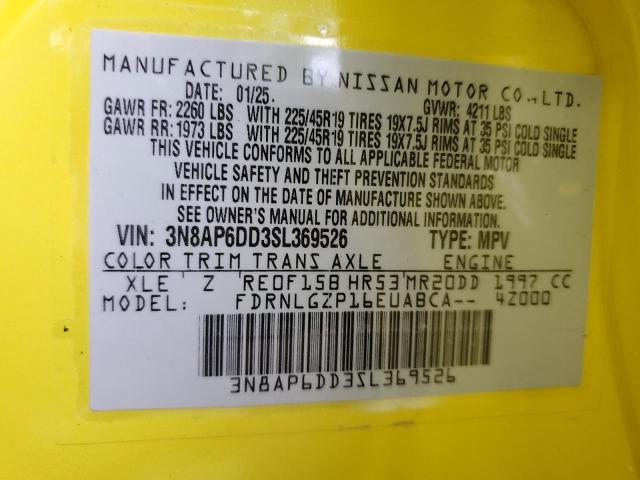 MANUFACTURED BY NISSAN MOTOR CO.,LTD.
DATE: 01/25. GVWR: 4211 LBS
GAWR FR: 2260 LBS WITH 225/45R19 TIRES 19X7.5J RIMS AT 35 PSI COLD SINGLE
GAWR RR: 1973 LBS WITH 225/45R19 TIRES 19X7.5J RIMS AT 35 PSI COLD SINGLE
THIS VEHICLE CONFORMS TO ALL APPLICABLE FEDERAL MOTOR
VEHICLE SAFETY AND THEFT PREVENTION STANDARDS
IN EFFECT ON THE DATE OF MANUFACTURE SHOWN ABOVE.
SEE OWNER'S MANUAL FOR ADDITIONAL INFORMATION.
VIN: 3N8AP6DD3SL369526 TYPE: MPV
COLOR TRIM TRANS AXLE ENGINE
XLE Z RE0F15B HR53 MR20DD 1997 CC
MODEL: FDRNLGZP16EUABCA-- 4Z000
3N8AP6DD3SL369526